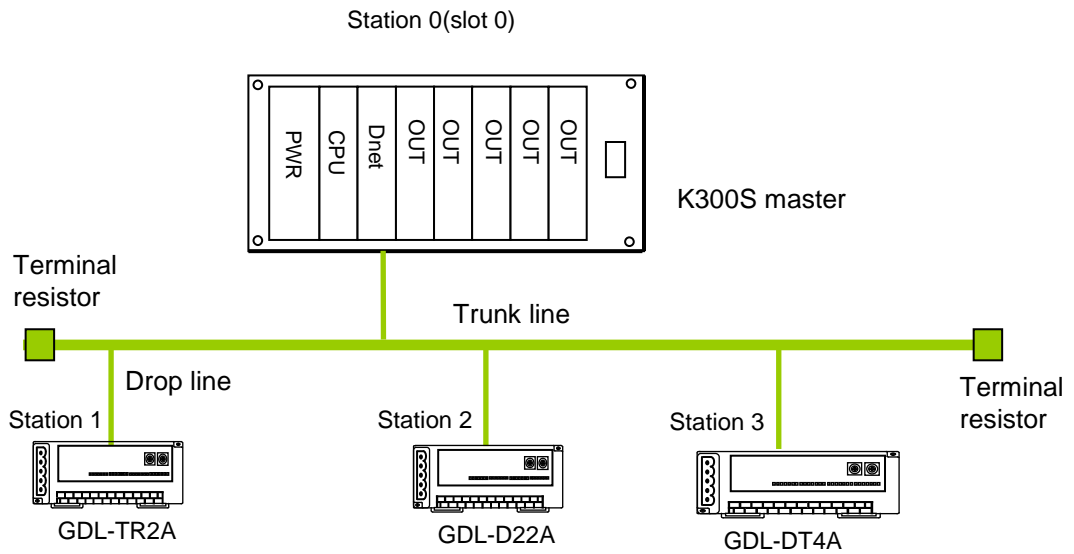 Station 0(slot 0)
PWR
CPU
Dnet
OUT
OUT
OUT
OUT
OUT
K300S master
Terminal
resistor
Trunk line
Drop line
Terminal
resistor
Station 1
Station 2
Station 3
GDL-TR2A
GDL-D22A
GDL-DT4A